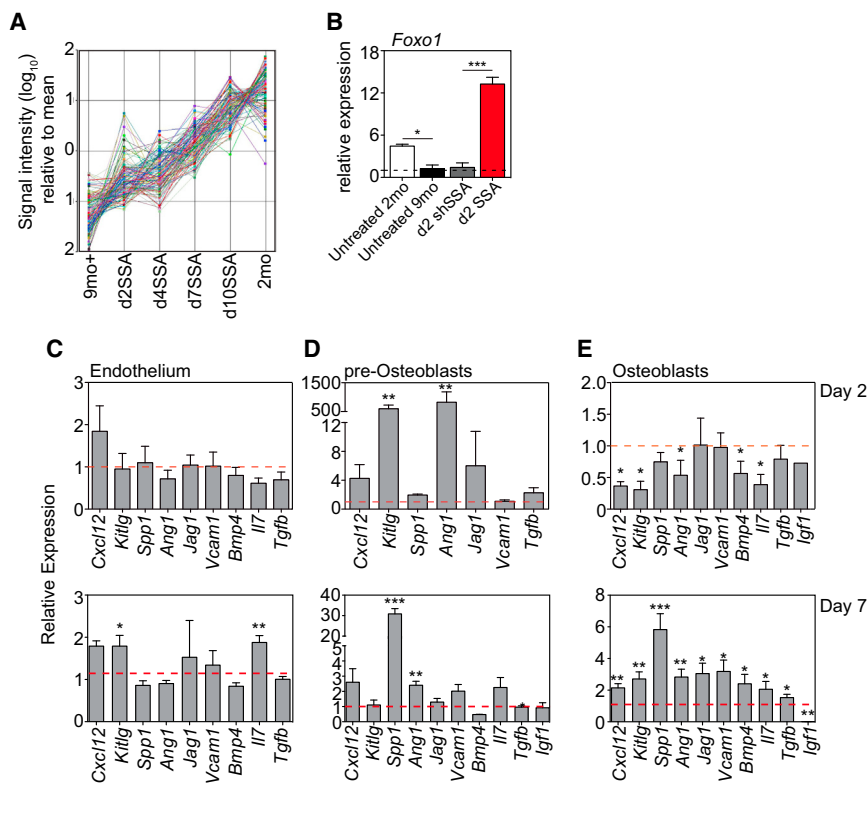 A
Signal intensity (log10)
relative to mean
2
1
0
1
2
9mo+
d2SSA
d4SSA
d7SSA
d10SSA
2mo
B
Foxo1
relative expression
18
12
6
0
*
***
Untreated 2mo
Untreated 9mo
d2 shSSA
d2 SSA
Relative Expression
C
Endothelium
3
2
1
0
Cxcl12
Kitlg
Spp1
Ang1
Jag1
Vcam1
Bmp4
Il7
Tgfb
D
pre-Osteoblasts
1500
500
12
8
4
0
**
**
Cxcl12
Kitlg
Spp1
Ang1
Jag1
Vcam1
Tgfb
E
Osteoblasts
Day 2
2.0
1.5
1.0
0.5
0
* * * * *
Cxcl12
Kitlg
Spp1
Ang1
Jag1
Vcam1
Bmp4
Il7
Tgfb
Igf1
3
2
1
0
*
**
Cxcl12
Kitlg
Spp1
Ang1
Jag1
Vcam1
Bmp4
Il7
Tgfb
40
30
20
10
5
4
3
2
1
0
***
**
*
Cxcl12
Kitlg
Spp1
Ang1
Jag1
Vcam1
Bmp4
Il7
Tgfb
Igf1
Day 7
8
6
4
2
0
** ** *** ** * * * * * **
Cxcl12
Kitlg
Spp1
Ang1
Jag1
Vcam1
Bmp4
Il7
Tgfb
Igf1